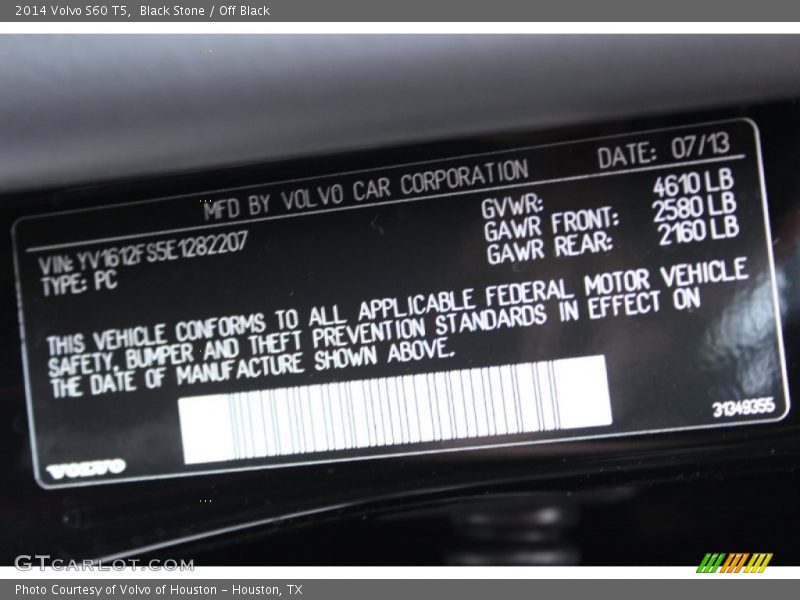 2014 Volvo S60 T5,  Black Stone / Off Black
MFD BY VOLVO CAR CORPORATION
DATE: 07/13
VIN: YV1612FS5E1282207
TYPE: PC
GVWR: 4610 LB
GAWR FRONT: 2580 LB
GAWR REAR: 2160 LB
THIS VEHICLE CONFORMS TO ALL APPLICABLE FEDERAL MOTOR VEHICLE
SAFETY, BUMPER AND THEFT PREVENTION STANDARDS IN EFFECT ON
THE DATE OF MANUFACTURE SHOWN ABOVE.
31349355
VOLVO
GTCARLOT.COM
Photo Courtesy of Volvo of Houston - Houston, TX